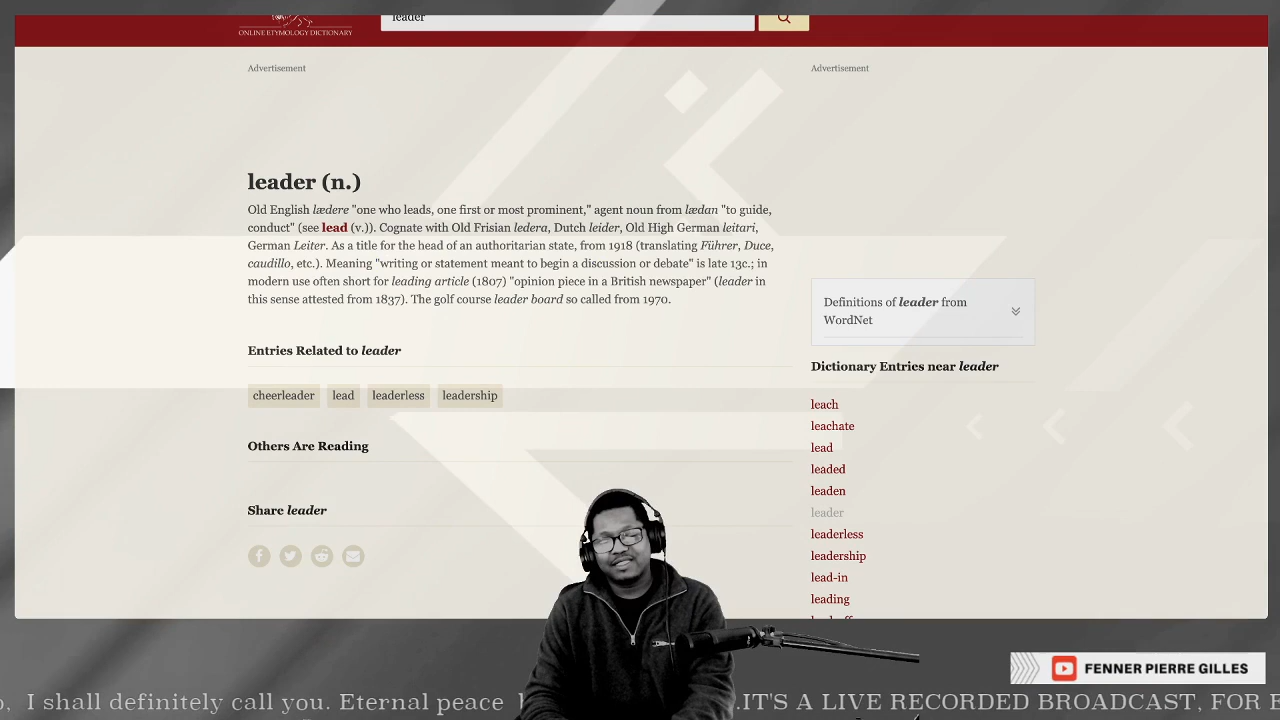 leader
ONLINE ETYMOLOGY DICTIONARY
Advertisement
Advertisement
leader (n.)
Old English lædere "one who leads, one first or most prominent," agent noun from lædan "to guide,
conduct" (see lead (v.)). Cognate with Old Frisian ledera, Dutch leider, Old High German leitari,
German Leiter. As a title for the head of an authoritarian state, from 1918 (translating Führer, Duce,
caudillo, etc.). Meaning "writing or statement meant to begin a discussion or debate" is late 13c.; in
modern use often short for leading article (1807) "opinion piece in a British newspaper" (leader in
this sense attested from 1837). The golf course leader board so called from 1970.
Entries Related to leader
cheerleader lead leaderless leadership
Others Are Reading
Share leader
Definitions of leader from
WordNet
Dictionary Entries near leader
leach
leachate
lead
leaded
leaden
leader
leaderless
leadership
lead-in
leading
FENNER PIERRE GILLES
I shall definitely call you. Eternal peace
.IT'S A LIVE RECORDED BROADCAST, FOR